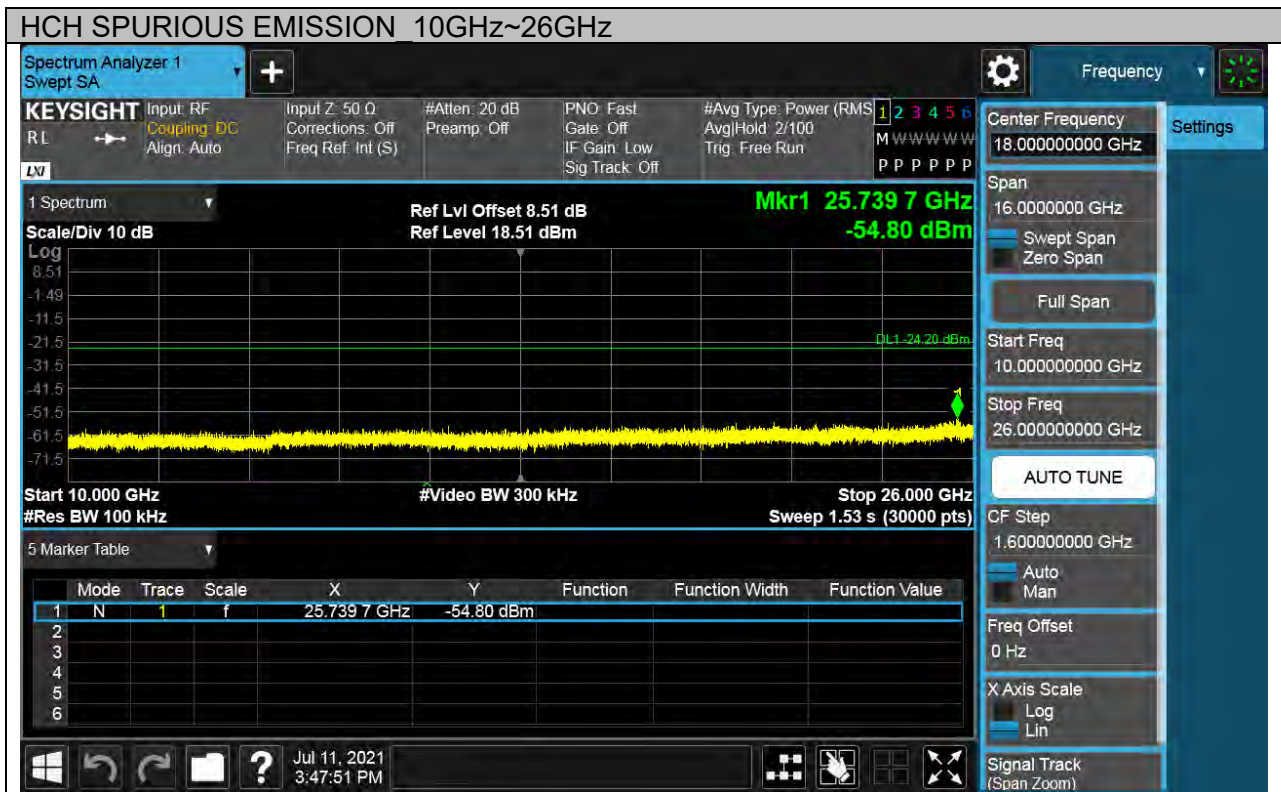 HCH SPURIOUS EMISSION_10GHz~26GHz
Spectrum Analyzer 1
Swept SA
+
Frequency
KEYSIGHT
RL
LXI
Input: RF
Coupling: DC
Align: Auto
Input Z: 50 Ω
Corrections: Off
Freq Ref: Int (S)
#Atten: 20 dB
Preamp: Off
PNO: Fast
Gate: Off
IF Gain: Low
Sig Track: Off
#Avg Type: Power (RMS
Avg|Hold: 2/100
Trig: Free Run
1 2 3 4 5 6
M W W W W W
P P P P P P
1 Spectrum
Scale/Div 10 dB
Ref Lvl Offset 8.51 dB
Ref Level 18.51 dBm
Mkr1 25.739 7 GHz
-54.80 dBm
Log
8.51
-1.49
-11.5
-21.5
-31.5
-41.5
-51.5
-61.5
-71.5
DL1 -24.20 dBm
1
Start 10.000 GHz
#Res BW 100 kHz
#Video BW 300 kHz
Stop 26.000 GHz
Sweep 1.53 s (30000 pts)
5 Marker Table
Mode Trace Scale X Y Function Function Width Function Value
1 N 1 f 25.739 7 GHz -54.80 dBm
2
3
4
5
6
?
Jul 11, 2021
3:47:51 PM
Center Frequency
18.000000000 GHz
Settings
Span
16.0000000 GHz
Swept Span
Zero Span
Full Span
Start Freq
10.000000000 GHz
Stop Freq
26.000000000 GHz
AUTO TUNE
CF Step
1.600000000 GHz
Auto
Man
Freq Offset
0 Hz
X Axis Scale
Log
Lin
Signal Track
(Span Zoom)